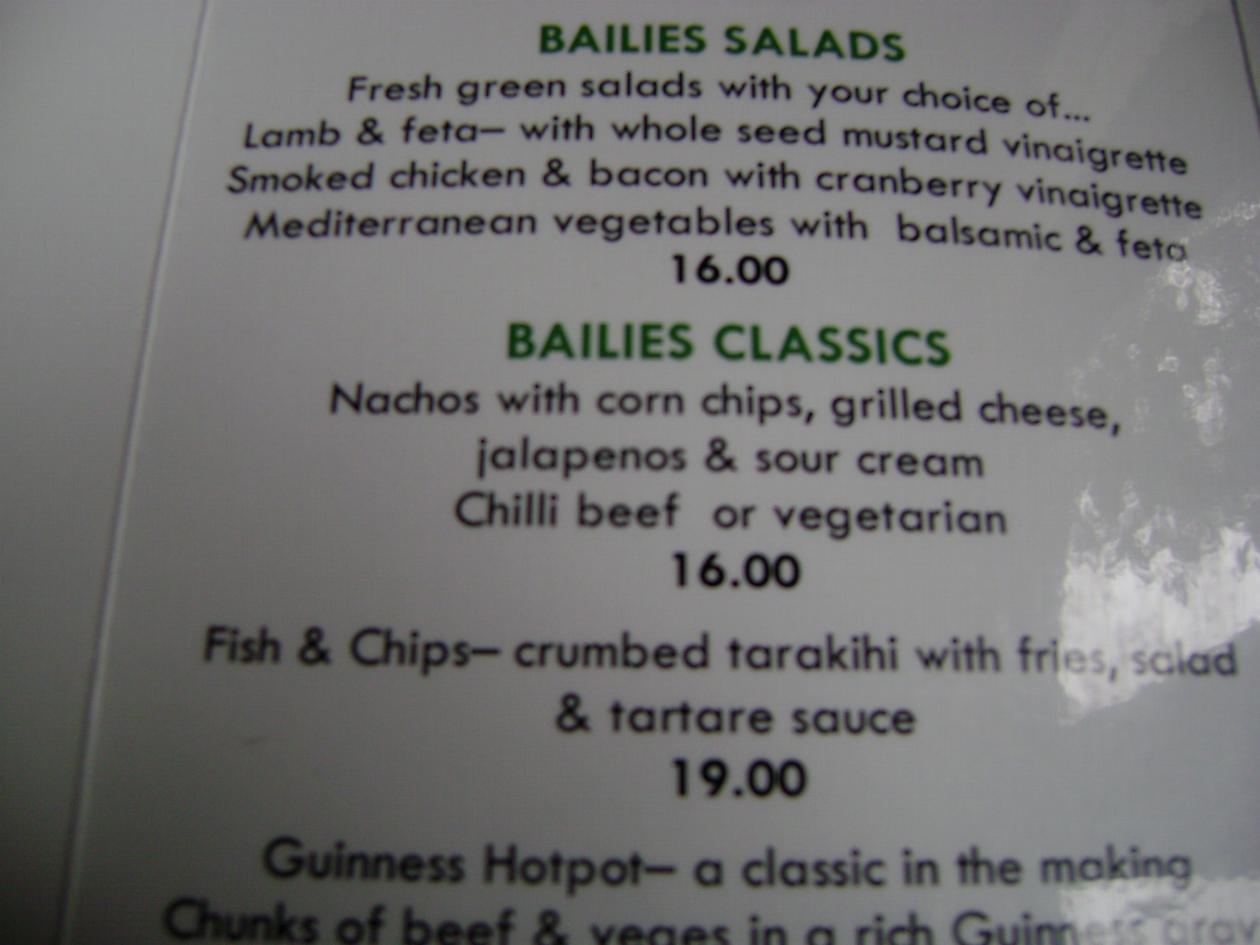 BAILIES SALADS
Fresh green salads with your choice of...
Lamb & feta– with whole seed mustard vinaigrette
Smoked chicken & bacon with cranberry vinaigrette
Mediterranean vegetables with balsamic & feta
16.00
BAILIES CLASSICS
Nachos with corn chips, grilled cheese,
jalapenos & sour cream
Chilli beef or vegetarian
16.00
Fish & Chips– crumbed tarakihi with fries, salad
& tartare sauce
19.00
Guinness Hotpot– a classic in the making
Chunks of beef & veges in a rich Guinness